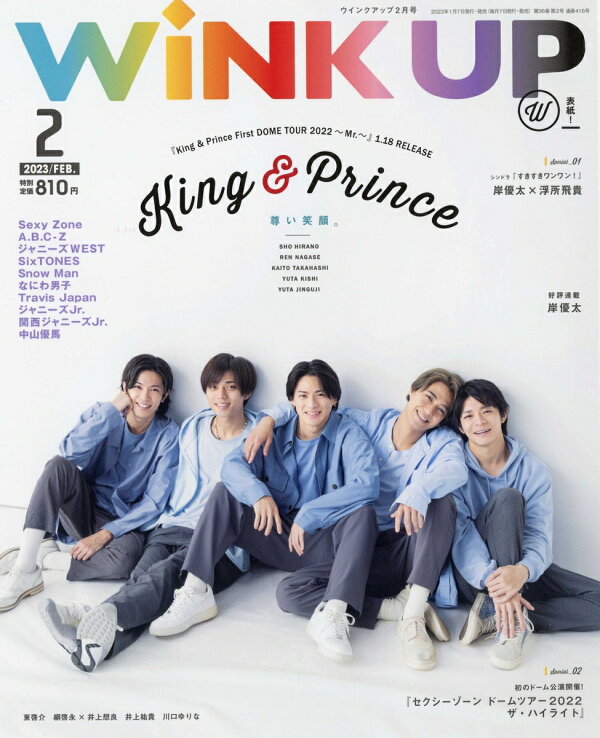 ウインクアップ2月号
2023年1月7日発行・発売(毎月7日発行・発売) 第36巻 第2号 通巻416号
WiNK UP
W
表紙!
2
2023/FEB.
特別定価810円
『King & Prince First DOME TOUR 2022 〜Mr.〜』1.18 RELEASE
King & Prince
尊い笑顔。
SHO HIRANO
REN NAGASE
KAITO TAKAHASHI
YUTA KISHI
YUTA JINGUJI
Special_01
シンドラ「すきすきワンワン!」
岸優太×浮所飛貴
Sexy Zone
A.B.C-Z
ジャニーズWEST
SixTONES
Snow Man
なにわ男子
Travis Japan
ジャニーズJr.
関西ジャニーズJr.
中山優馬
好評連載
岸優太
Special_02
初のドーム公演開催!
『セクシーゾーン ドームツアー2022
ザ・ハイライト』
東啓介 綱啓永×井上想良 井上祐貴 川口ゆりな